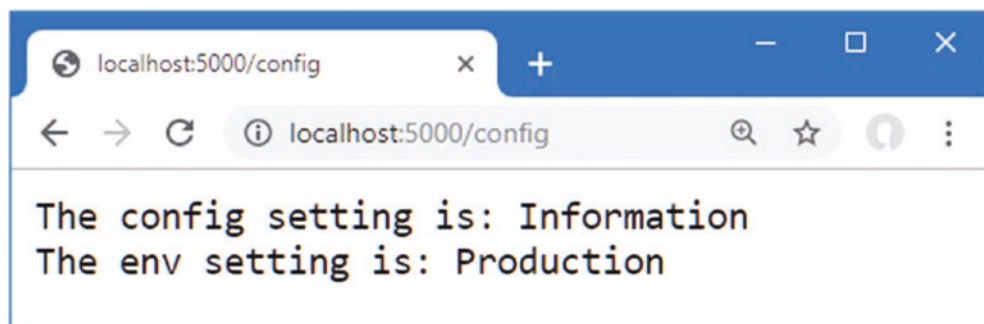 localhost:5000/config
localhost:5000/config
The config setting is: Information
The env setting is: Production